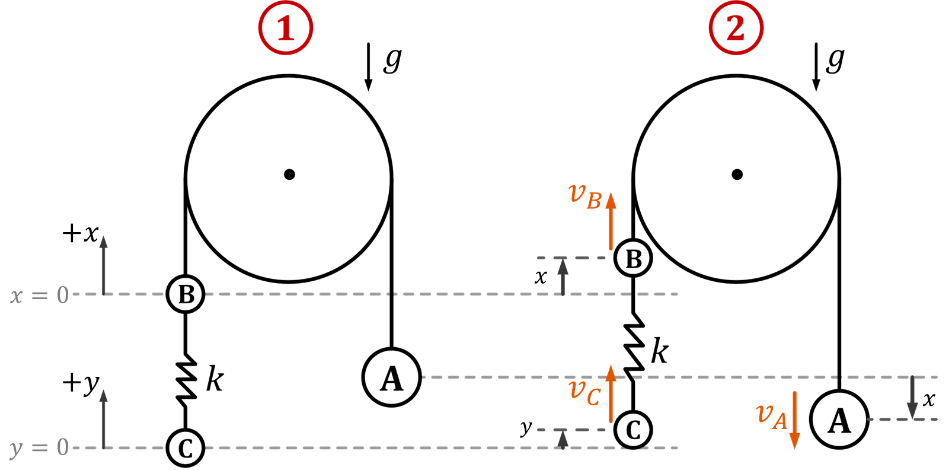 1
g
+x
x = 0
B
+y
k
A
y = 0
C
2
g
v_B
B
x
k
v_C
x
v_A
A
y
C